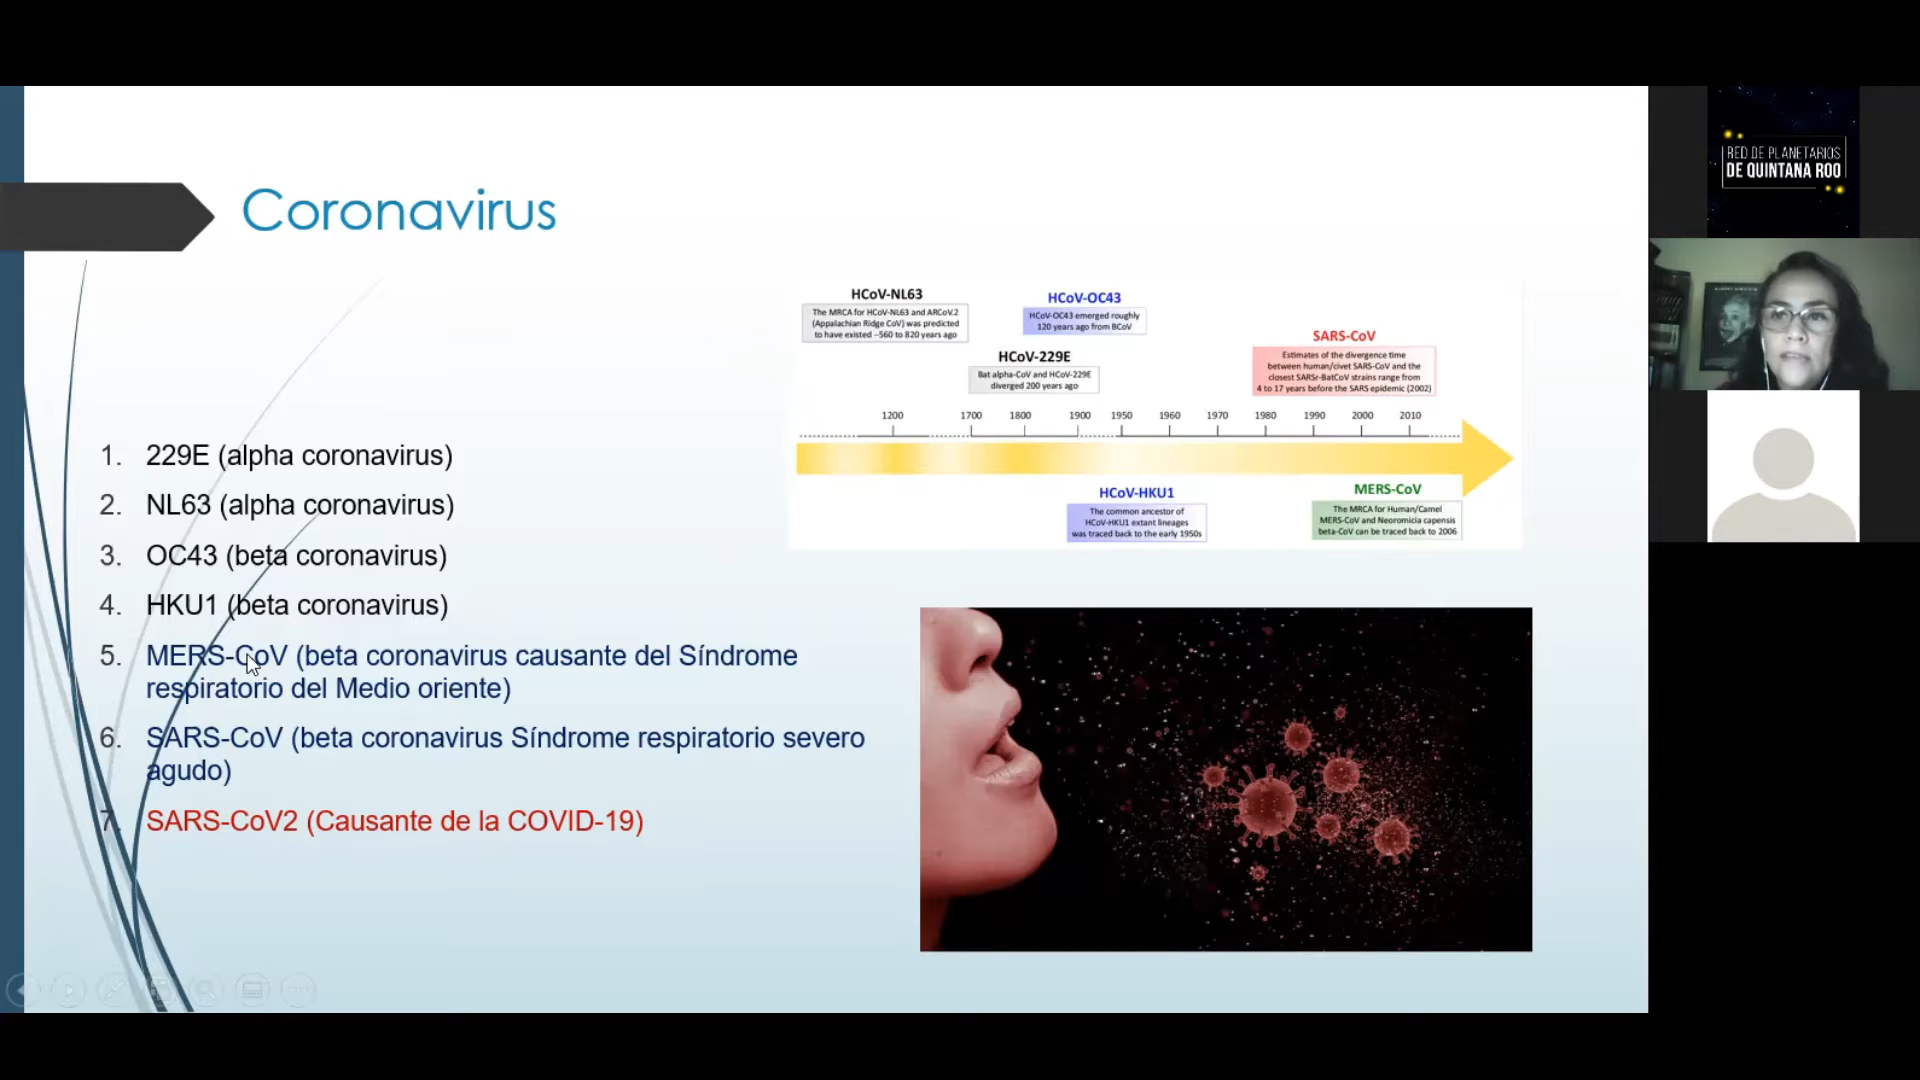 Coronavirus
1. 229E (alpha coronavirus)
2. NL63 (alpha coronavirus)
3. OC43 (beta coronavirus)
4. HKU1 (beta coronavirus)
5. MERS-CoV (beta coronavirus causante del Síndrome
respiratorio del Medio oriente)
6. SARS-CoV (beta coronavirus Síndrome respiratorio severo
agudo)
7. SARS-CoV2 (Causante de la COVID-19)
HCoV-NL63
The MRCA for HCoV-NL63 and ARCoV.2
(Appalachian Ridge CoV) was predicted
to have existed ~560 to 820 years ago
HCoV-OC43
HCoV-OC43 emerged roughly
120 years ago from BCoV
HCoV-229E
Bat alpha-CoV and HCoV-229E
diverged 200 years ago
SARS-CoV
Estimates of the divergence time
between human/civet SARS-CoV and the
closest SARSr-BatCoV strains range from
4 to 17 years before the SARS epidemic (2002)
1200 1700 1800 1900 1950 1960 1970 1980 1990 2000 2010
HCoV-HKU1
The common ancestor of
HCoV-HKU1 extant lineages
was traced back to the early 1950s
MERS-CoV
The MRCA for Human/Camel
MERS-CoV and Neoromicia capensis
beta-CoV can be traced back to 2006
RED DE PLANETARIOS
DE QUINTANA ROO
ALBERT EINSTEIN